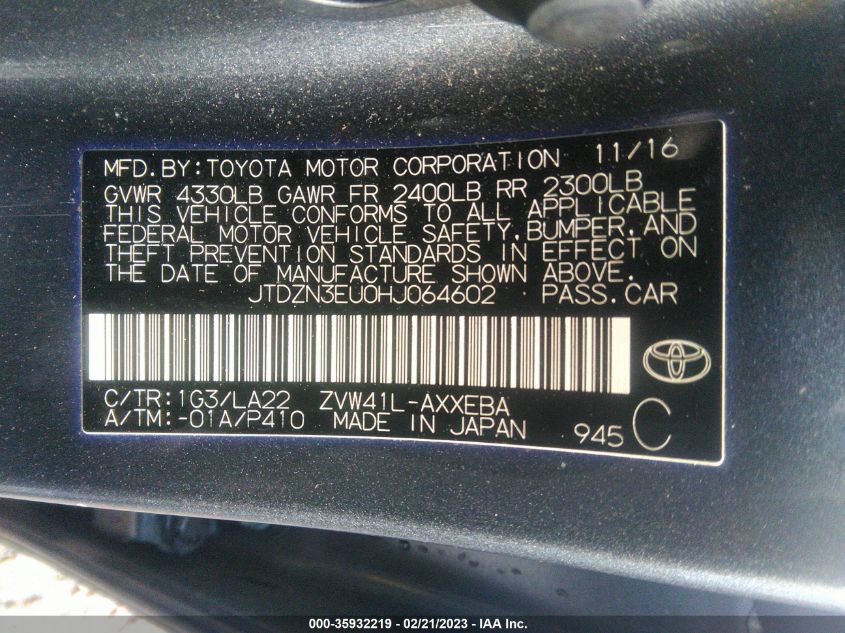 MFD.BY:TOYOTA MOTOR CORPORATION 11/16
GVWR 4330LB GAWR FR 2400LB RR 2300LB
THIS VEHICLE CONFORMS TO ALL APPLICABLE
FEDERAL MOTOR VEHICLE SAFETY,BUMPER,AND
THEFT PREVENTION STANDARDS IN EFFECT ON
THE DATE OF MANUFACTURE SHOWN ABOVE.
JTDZN3EU0HJ064602 PASS.CAR
C/TR:1G3/LA22 ZVW41L-AXXEBA
A/TM:-01A/P410 MADE IN JAPAN 945 C
000-35932219 - 02/21/2023 - IAA Inc.